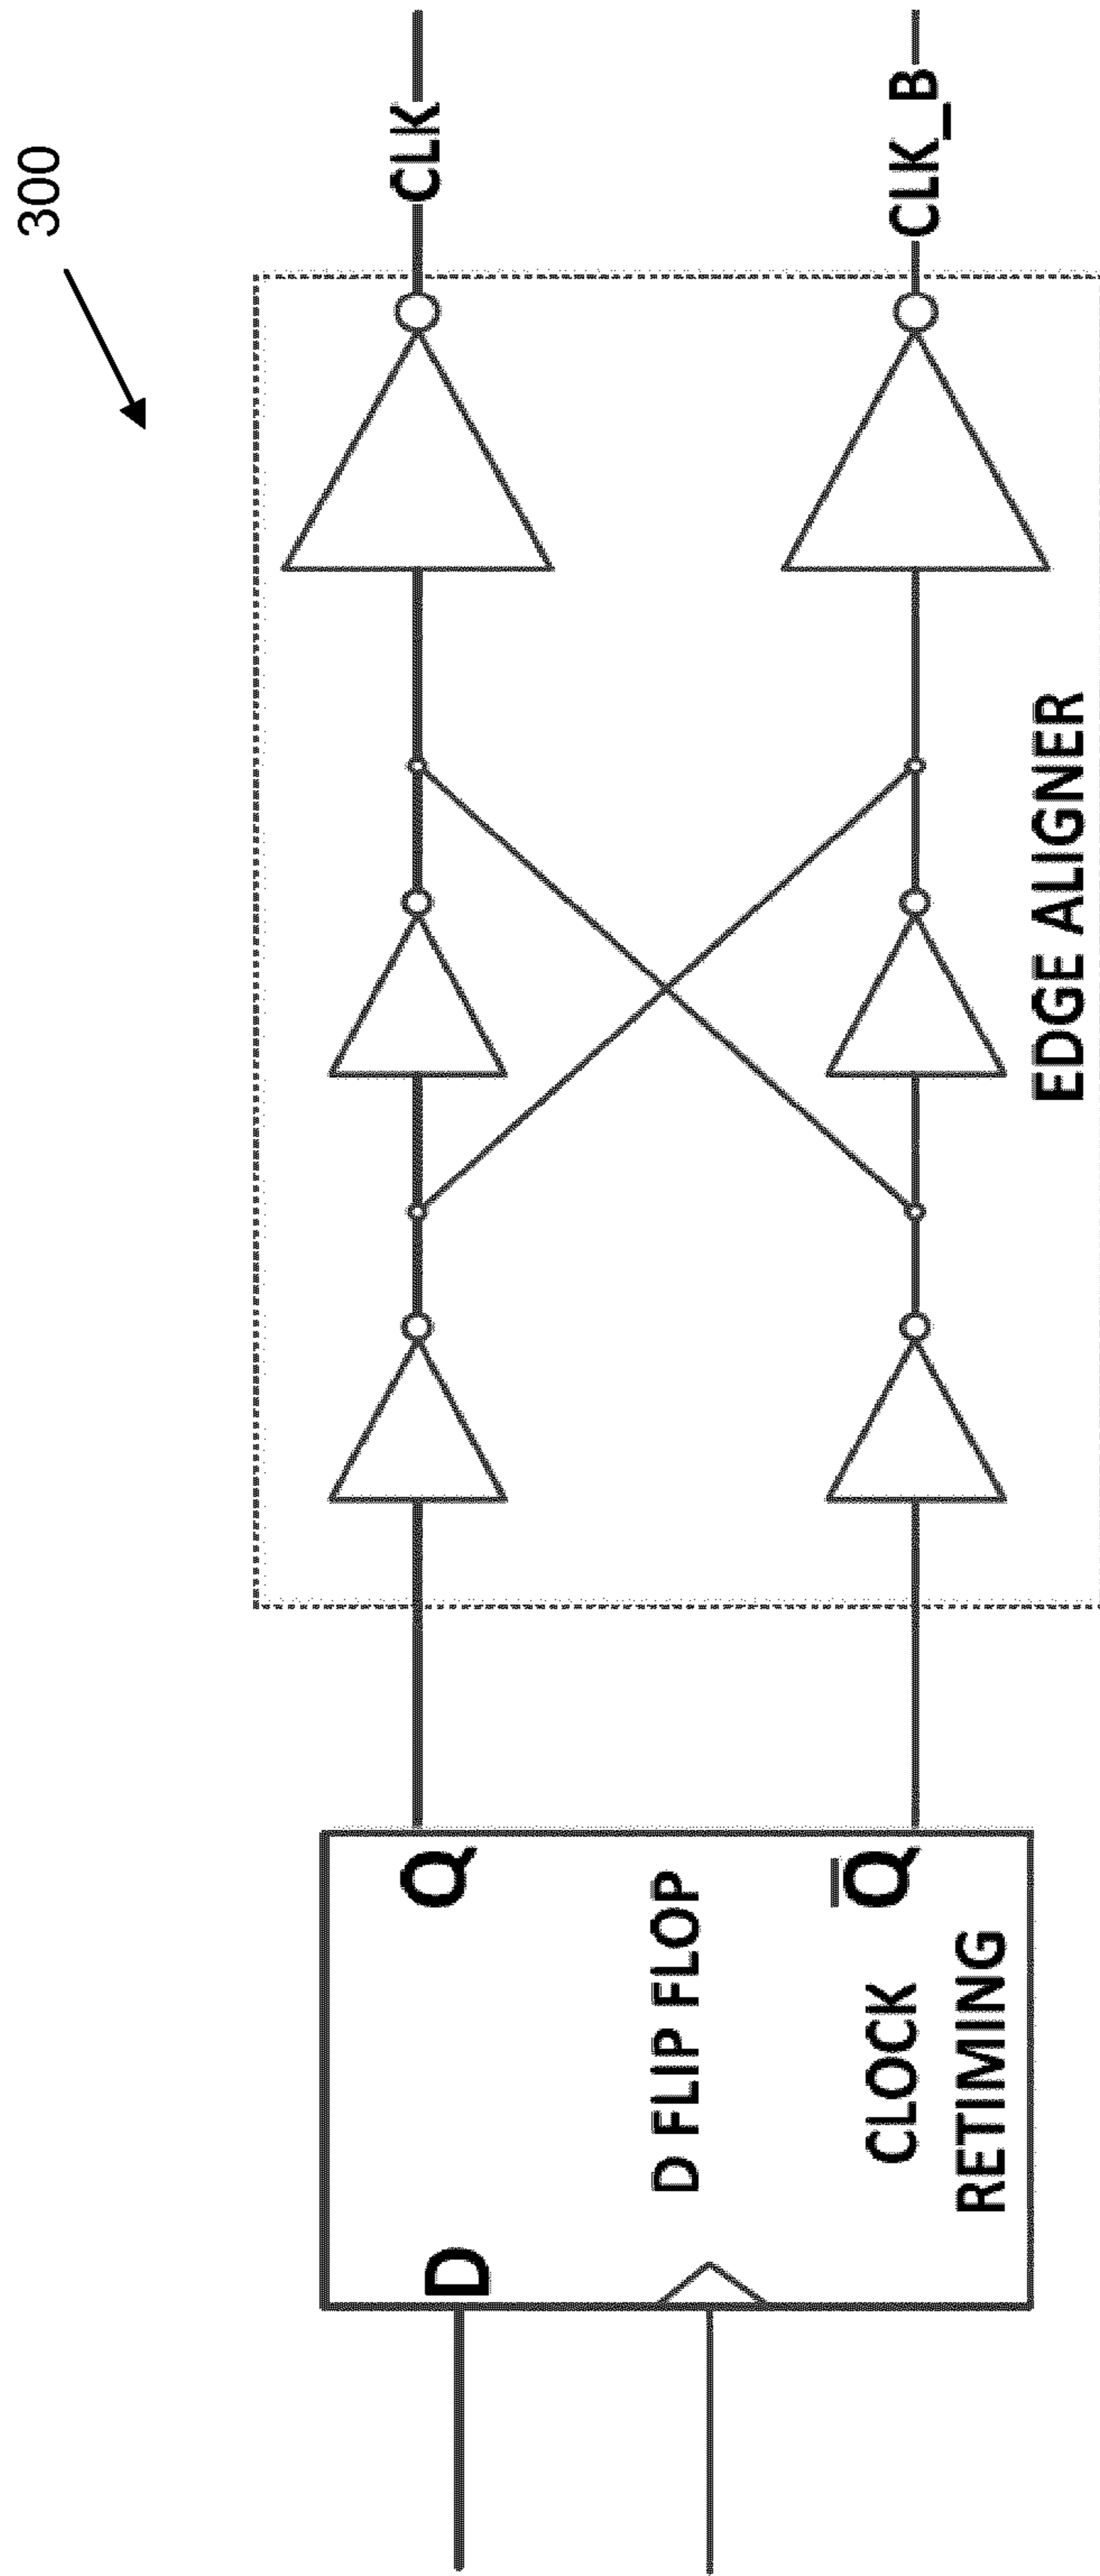 300
D
Q
D FLIP FLOP
Q̅
CLOCK
RETIMING
EDGE ALIGNER
CLK
CLK_B